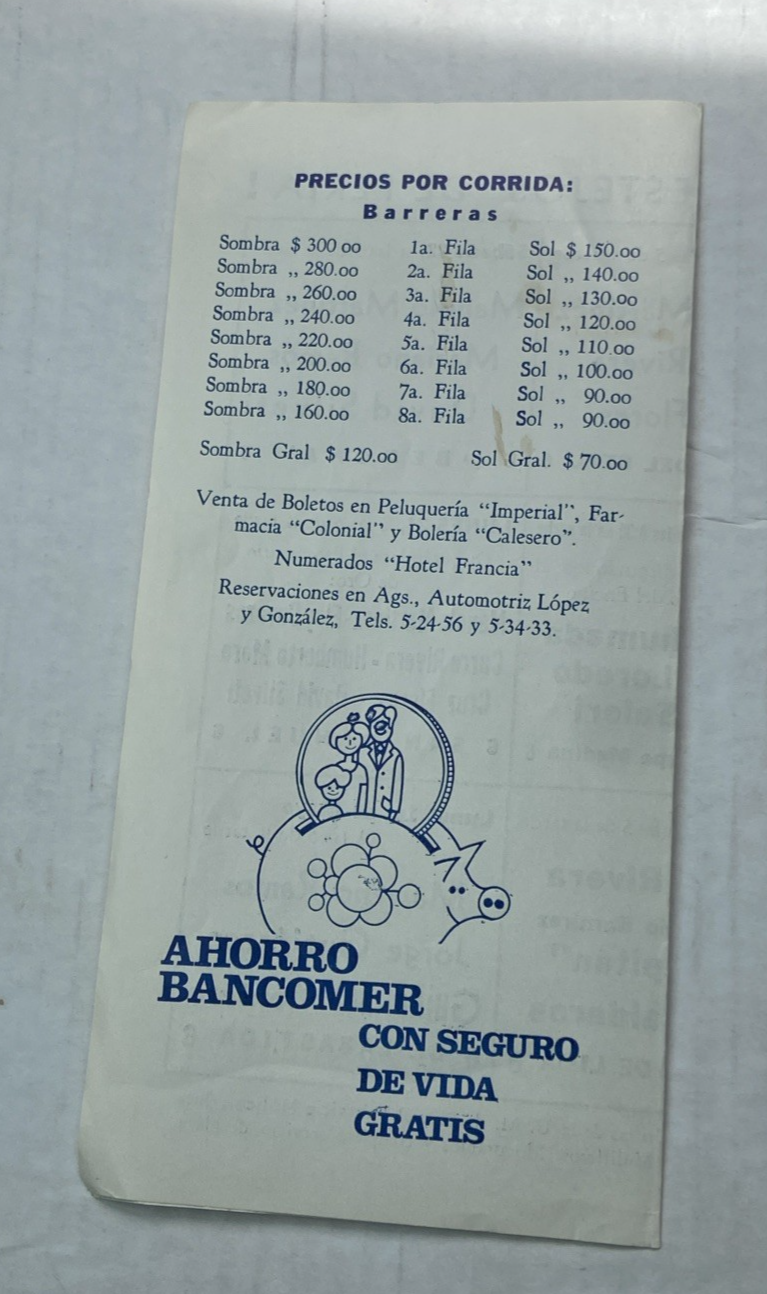 PRECIOS POR CORRIDA:
Barreras
Sombra $ 300 oo 1a. Fila Sol $ 150.oo
Sombra ,, 280.oo 2a. Fila Sol ,, 140.oo
Sombra ,, 260.oo 3a. Fila Sol ,, 130.oo
Sombra ,, 240.oo 4a. Fila Sol ,, 120.oo
Sombra ,, 220.oo 5a. Fila Sol ,, 110 oo
Sombra ,, 200.oo 6a. Fila Sol ,, 100.oo
Sombra ,, 180.oo 7a. Fila Sol ,, 90.oo
Sombra ,, 160.oo 8a. Fila Sol ,, 90.oo
Sombra Gral $ 120.oo Sol Gral. $ 70.oo
Venta de Boletos en Peluquería "Imperial", Far-
macia "Colonial" y Bolería "Calesero".
Numerados "Hotel Francia"
Reservaciones en Ags., Automotriz López
y González, Tels. 5-24-56 y 5-34-33.
AHORRO
BANCOMER
CON SEGURO
DE VIDA
GRATIS